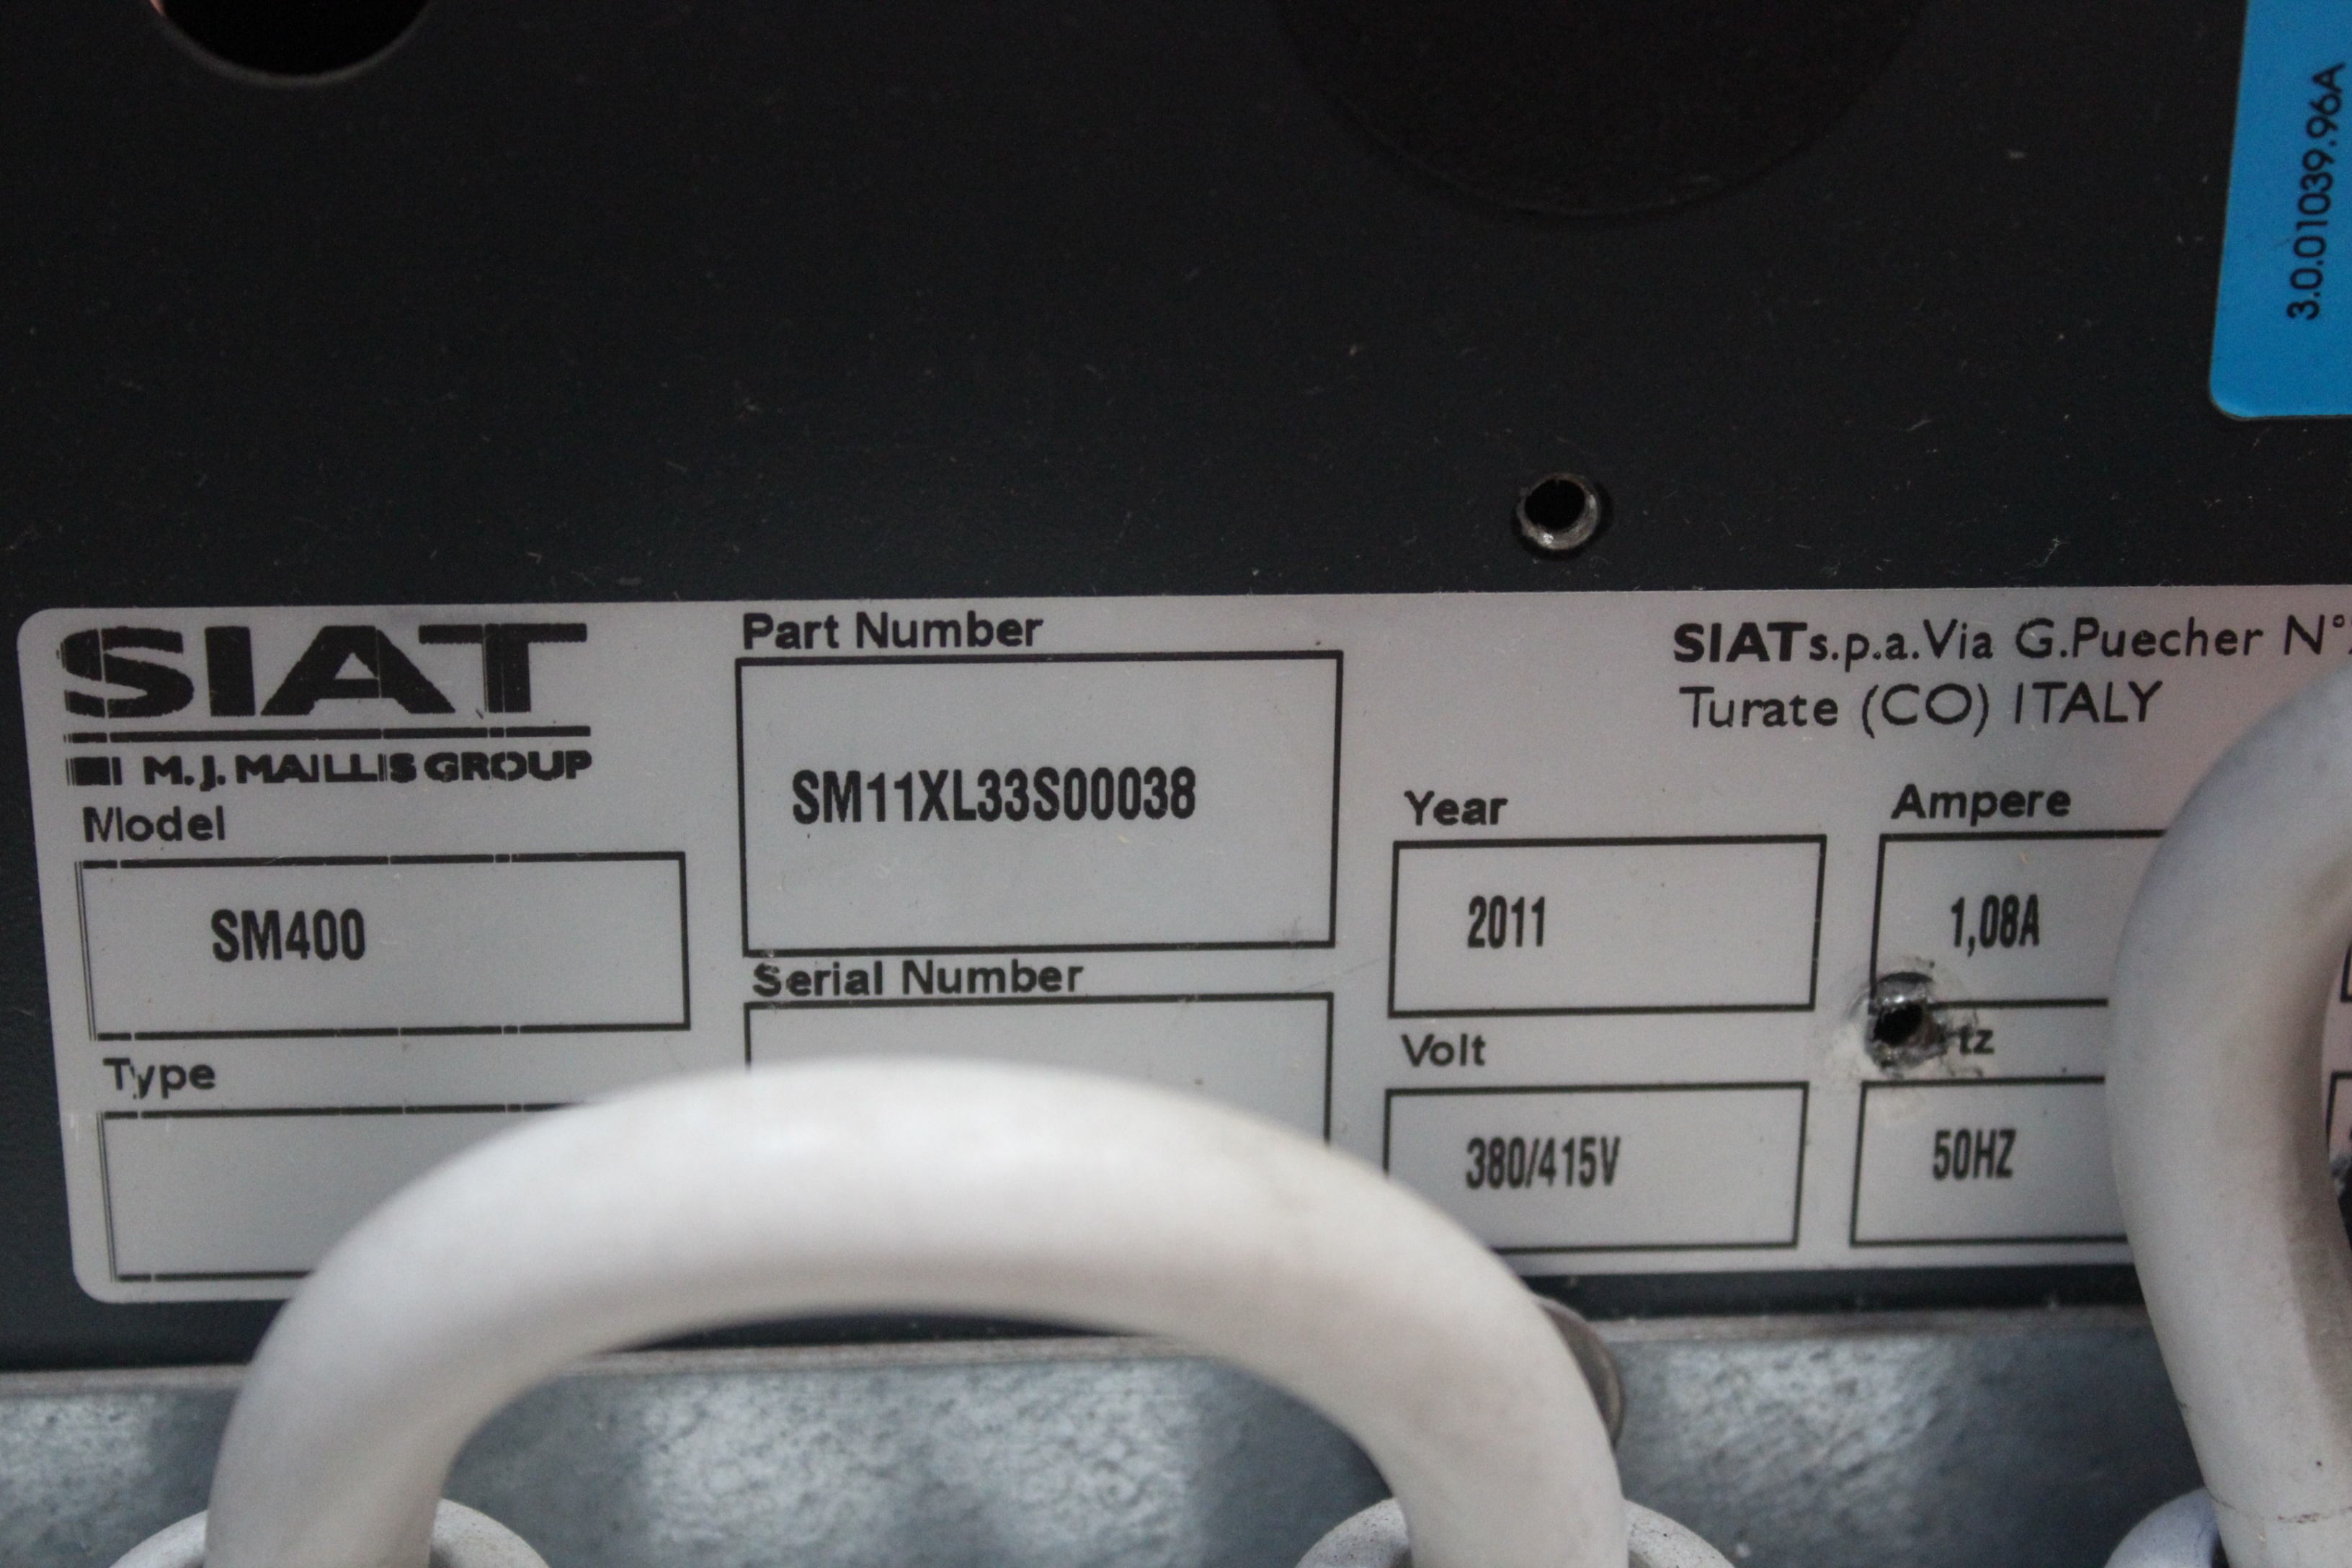 3.0.01039.96A
SIAT
M.J. MAILLIS GROUP
Part Number
SM11XL33S00038
SIAT s.p.a. Via G.Puecher N°
Turate (CO) ITALY
Model
SM400
Year
2011
Ampere
1,08A
Serial Number
Type
Volt
380/415V
50HZ